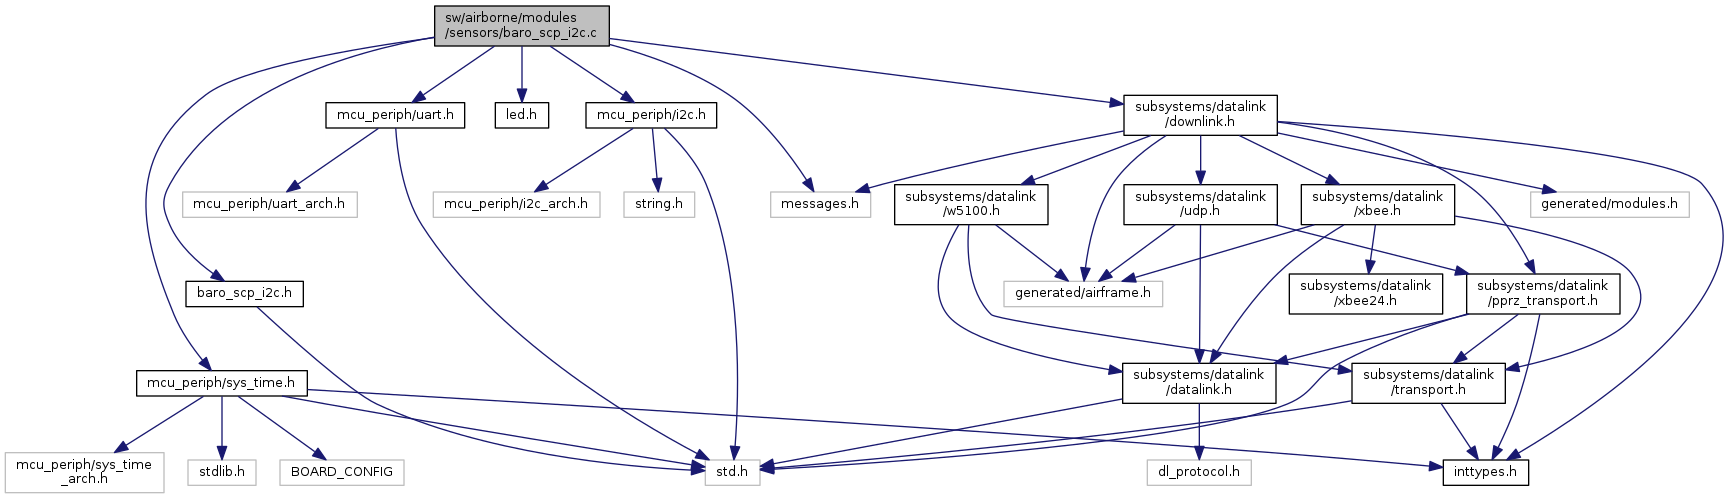 sw/airborne/modules
/sensors/baro_scp_i2c.c
mcu_periph/uart.h
led.h
mcu_periph/i2c.h
subsystems/datalink
/downlink.h
mcu_periph/uart_arch.h
mcu_periph/i2c_arch.h
string.h
messages.h
subsystems/datalink
/w5100.h
subsystems/datalink
/udp.h
subsystems/datalink
/xbee.h
generated/modules.h
baro_scp_i2c.h
generated/airframe.h
subsystems/datalink
/xbee24.h
subsystems/datalink
/pprz_transport.h
mcu_periph/sys_time.h
subsystems/datalink
/datalink.h
subsystems/datalink
/transport.h
mcu_periph/sys_time
_arch.h
stdlib.h
BOARD_CONFIG
std.h
dl_protocol.h
inttypes.h